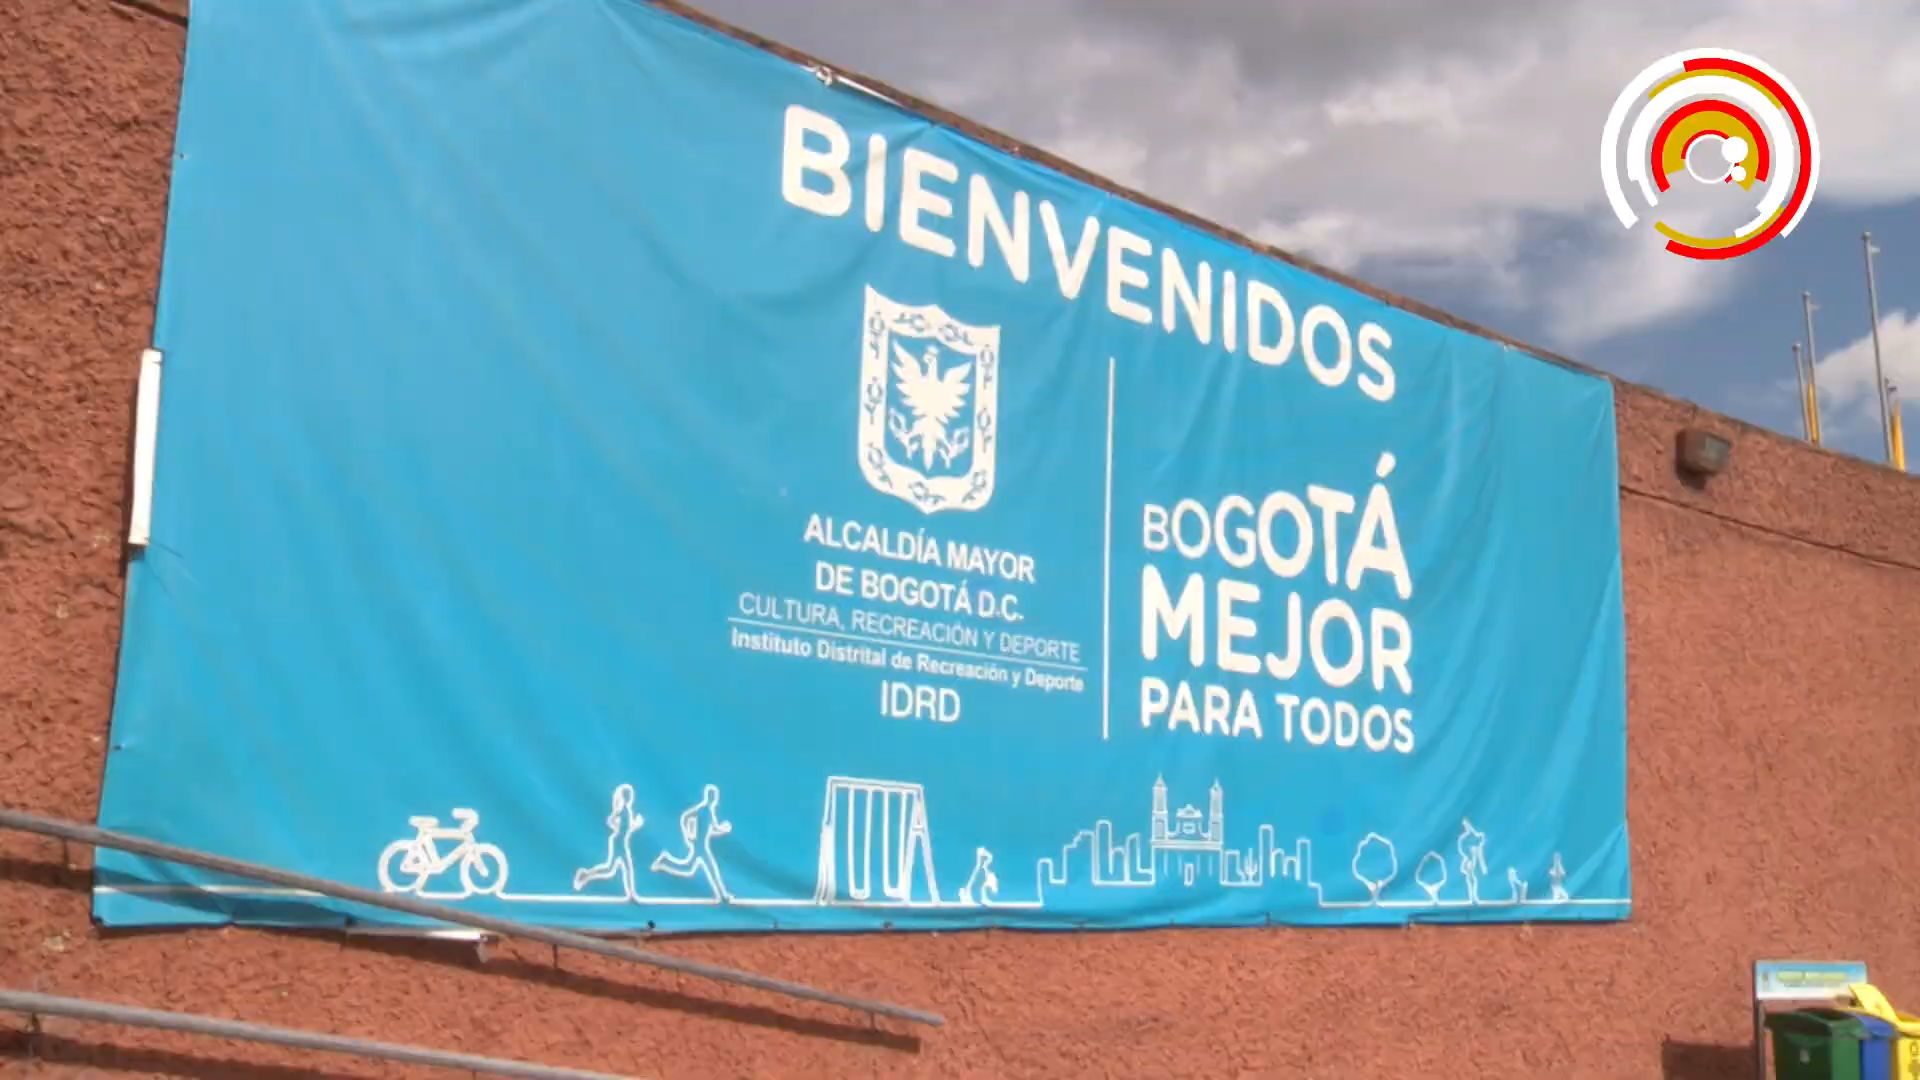 BIENVENIDOS
ALCALDÍA MAYOR
DE BOGOTÁ D.C.
CULTURA, RECREACIÓN Y DEPORTE
Instituto Distrital de Recreación y Deporte
IDRD
BOGOTÁ
MEJOR
PARA TODOS